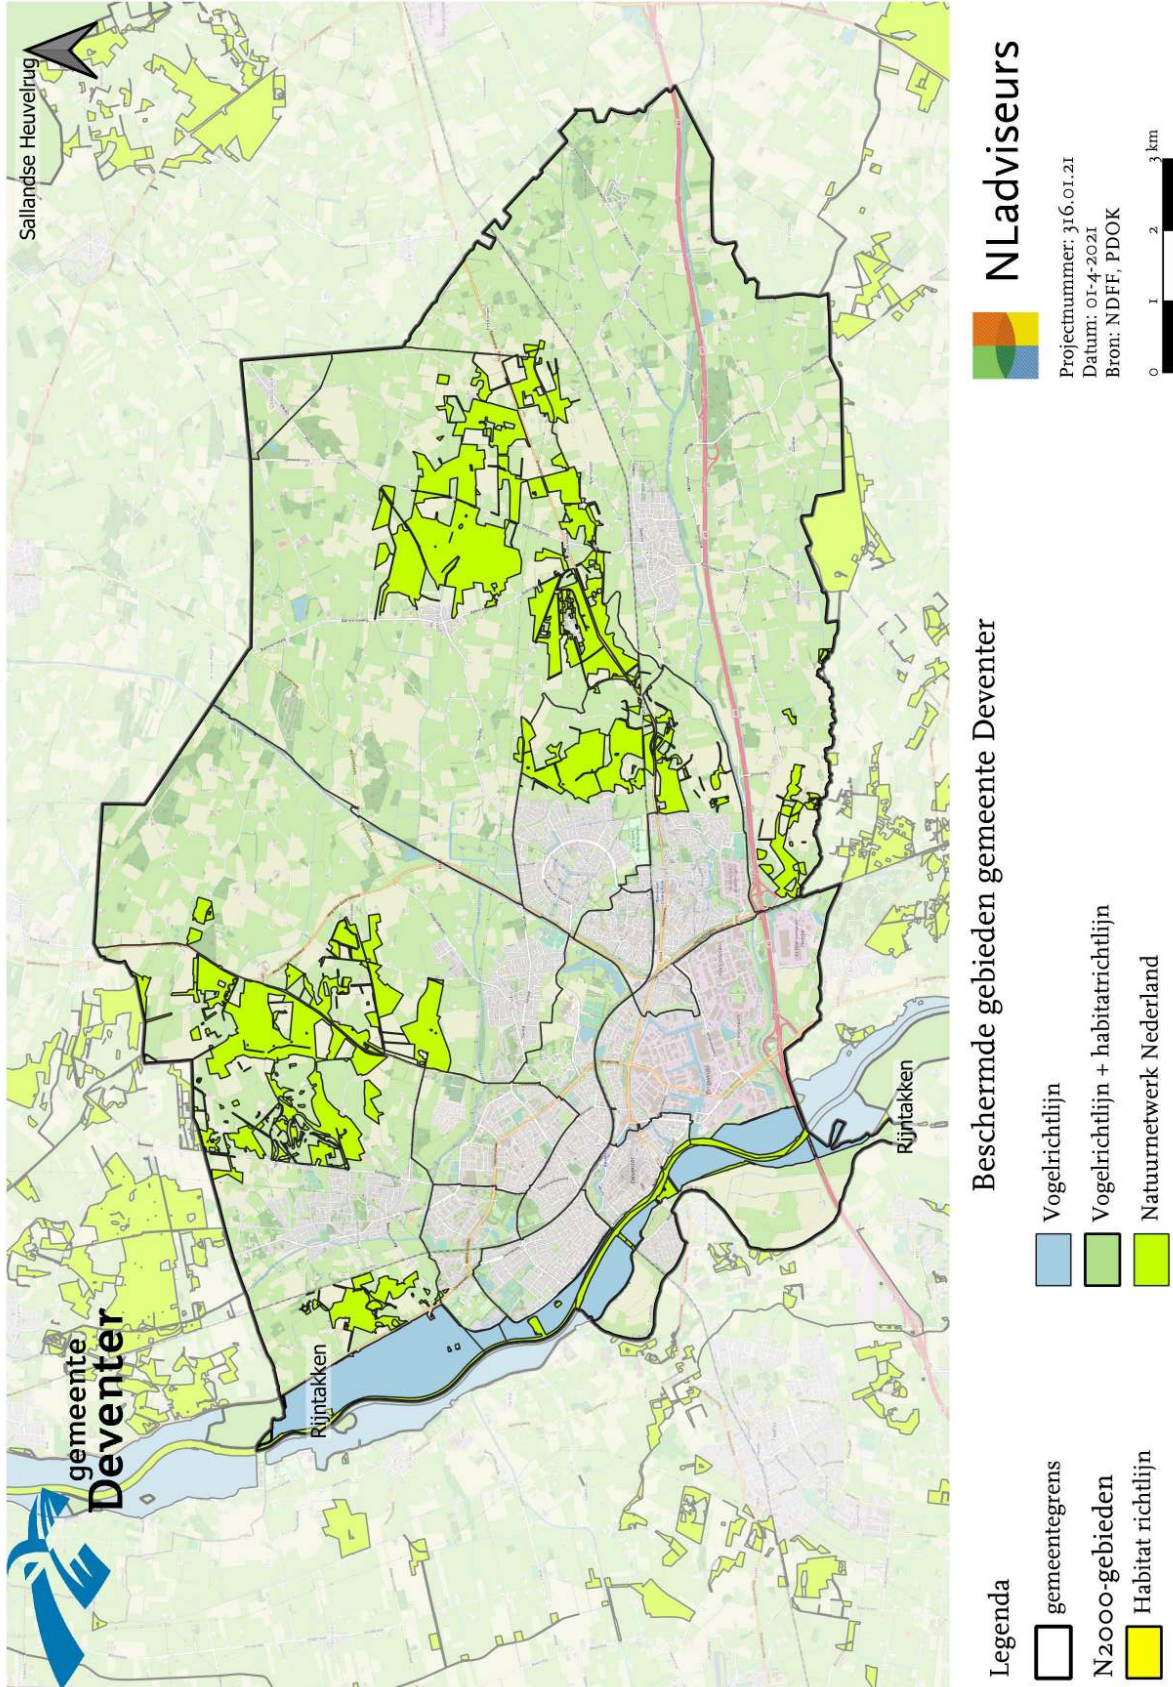 gemeente
Deventer
Sallandse Heuvelrug
Rijntakken
Rijntakken
Beschermde gebieden gemeente Deventer
Legenda
gemeentegrens
N2000-gebieden
Habitat richtlijn
Vogelrichtlijn
Vogelrichtlijn + habitatrichtlijn
Natuurnetwerk Nederland
NLadviseurs
Projectnummer: 316.01.21
Datum: 01-4-2021
Bron: NDFF, PDOK
0 1 2 3 km